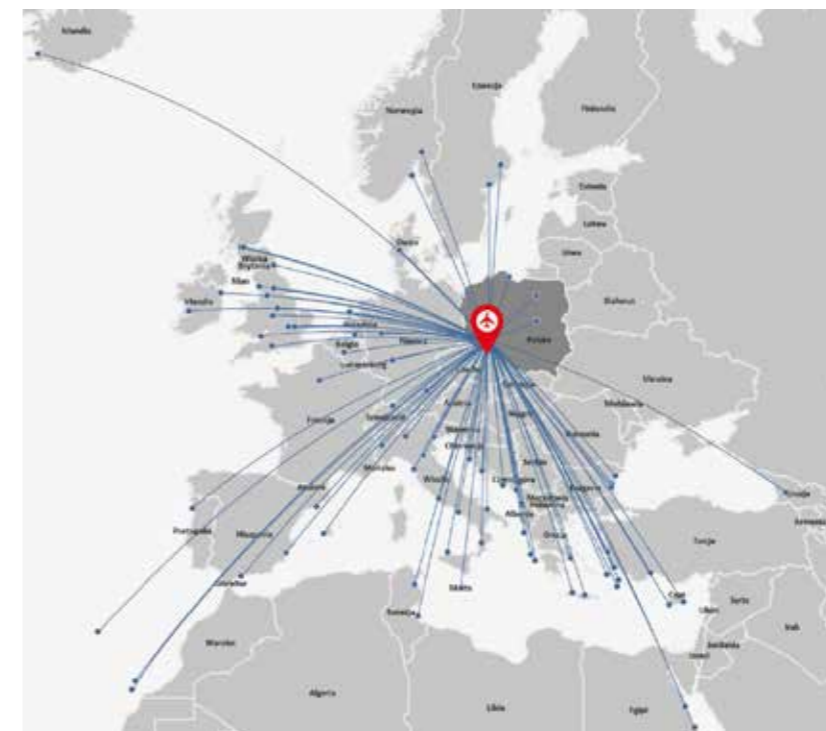 Islandia
Szwecja
Norwegia
Finlandia
Estonia
Łotwa
Dania
Litwa
Wielka
Brytania
Irlandia
Białoruś
Holandia
Polska
Belgia
Niemcy
Luxemburg
Ukraina
Mołdawia
Francja
Szwajcaria
Austria
Węgry
Rumunia
Słowenia
Chorwacja
Serbia
Monako
Włochy
Czarnogóra
Bułgaria
Gruzja
Andora
Macedonia
Albania
Armenia
Portugalia
Hiszpania
Grecja
Turcja
Gibraltar
Malta
Cypr
Syria
Tunezja
Liban
Irak
Maroko
Izrael
Jordania
Algeria
Libia
Egipt